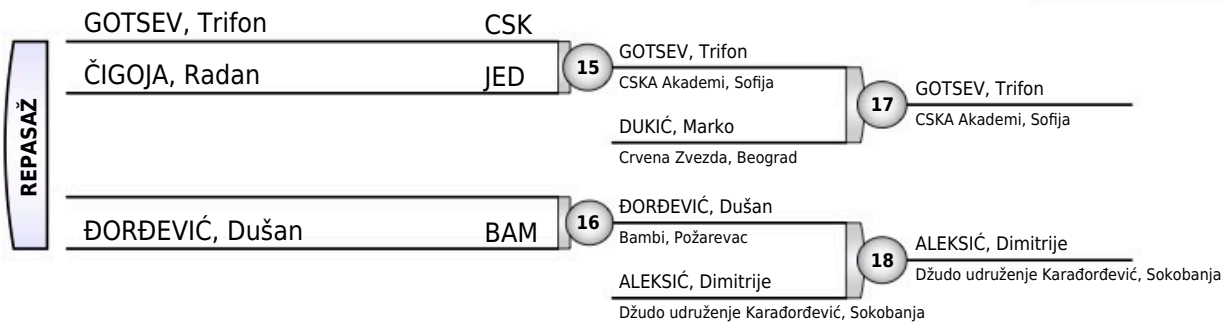 REPASAŽ
GOTSEV, Trifon CSK
ČIGOJA, Radan JED
15
GOTSEV, Trifon
CSKA Akademi, Sofija
DUKIĆ, Marko
Crvena Zvezda, Beograd
17
GOTSEV, Trifon
CSKA Akademi, Sofija
ĐORĐEVIĆ, Dušan BAM
16
ĐORĐEVIĆ, Dušan
Bambi, Požarevac
ALEKSIĆ, Dimitrije
Džudo udruženje Karađorđević, Sokobanja
18
ALEKSIĆ, Dimitrije
Džudo udruženje Karađorđević, Sokobanja